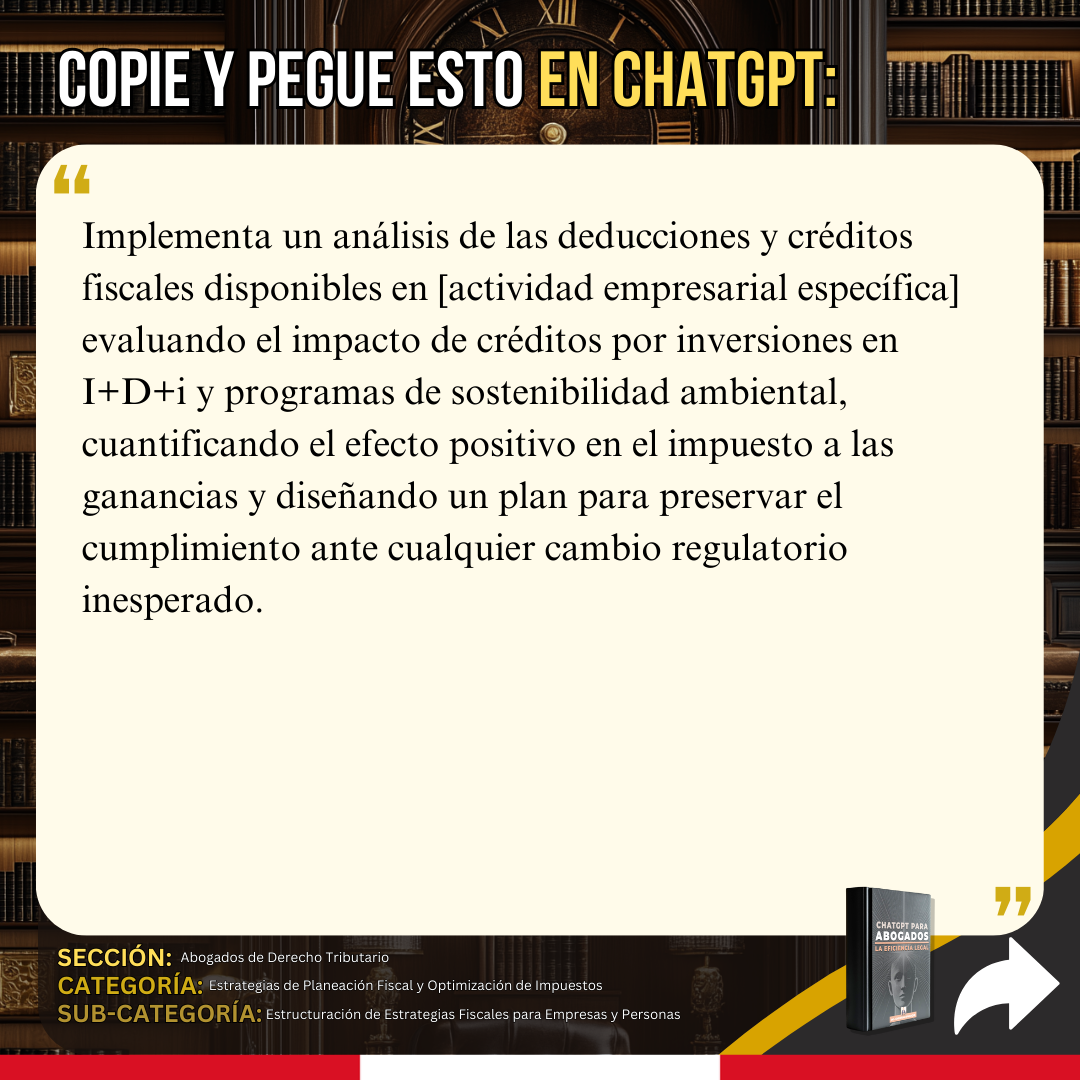 COPIE Y PEGUE ESTO EN CHATGPT:
“
Implementa un análisis de las deducciones y créditos
fiscales disponibles en [actividad empresarial específica]
evaluando el impacto de créditos por inversiones en
I+D+i y programas de sostenibilidad ambiental,
cuantificando el efecto positivo en el impuesto a las
ganancias y diseñando un plan para preservar el
cumplimiento ante cualquier cambio regulatorio
inesperado.
”
CHATGPT PARA
ABOGADOS
LA EFICIENCIA LEGAL
SECCIÓN: Abogados de Derecho Tributario
CATEGORÍA: Estrategias de Planeación Fiscal y Optimización de Impuestos
SUB-CATEGORÍA: Estructuración de Estrategias Fiscales para Empresas y Personas